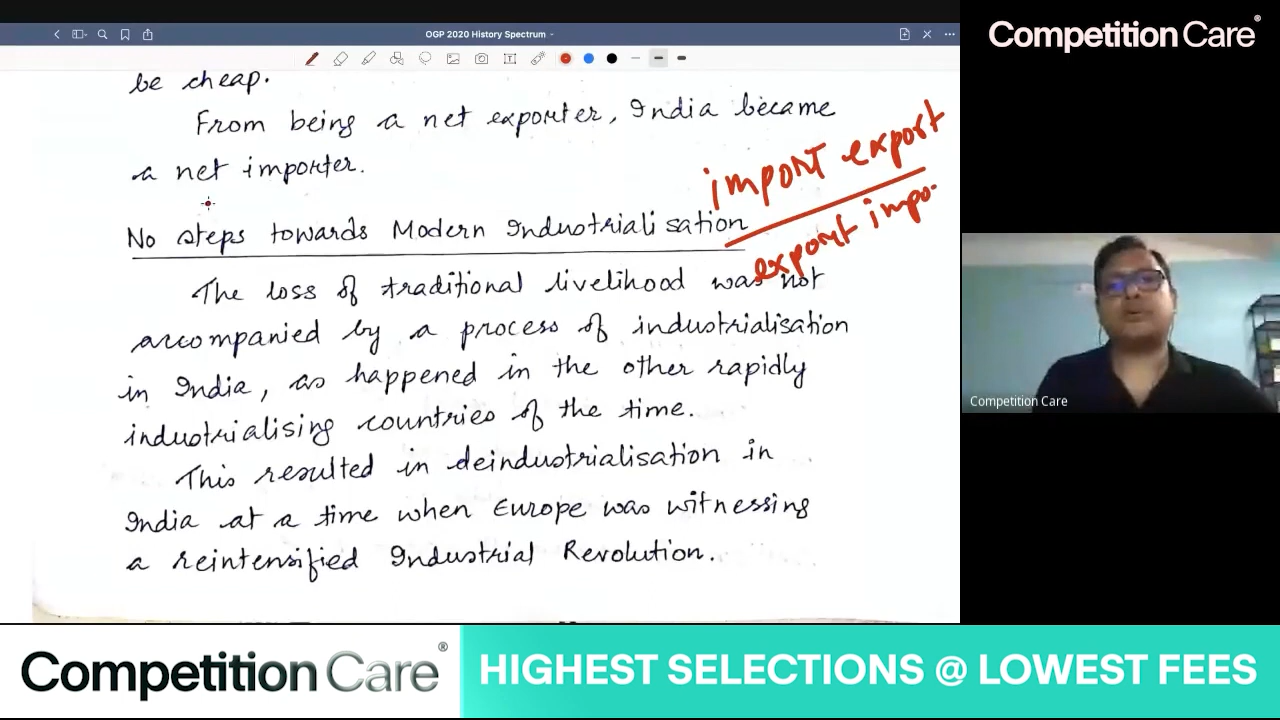 OGP 2020 History Spectrum
Competition Care®
be cheap.
From being a net exporter, India became
a net importer.
import export
export impo.
No steps towards Modern Industrialisation
The loss of traditional livelihood was not
accompanied by a process of industrialisation
in India, as happened in the other rapidly
industrialising countries of the time.
This resulted in deindustrialisation in
India at a time when Europe was witnessing
a reintensified Industrial Revolution.
Competition Care
Competition Care®
HIGHEST SELECTIONS @ LOWEST FEES